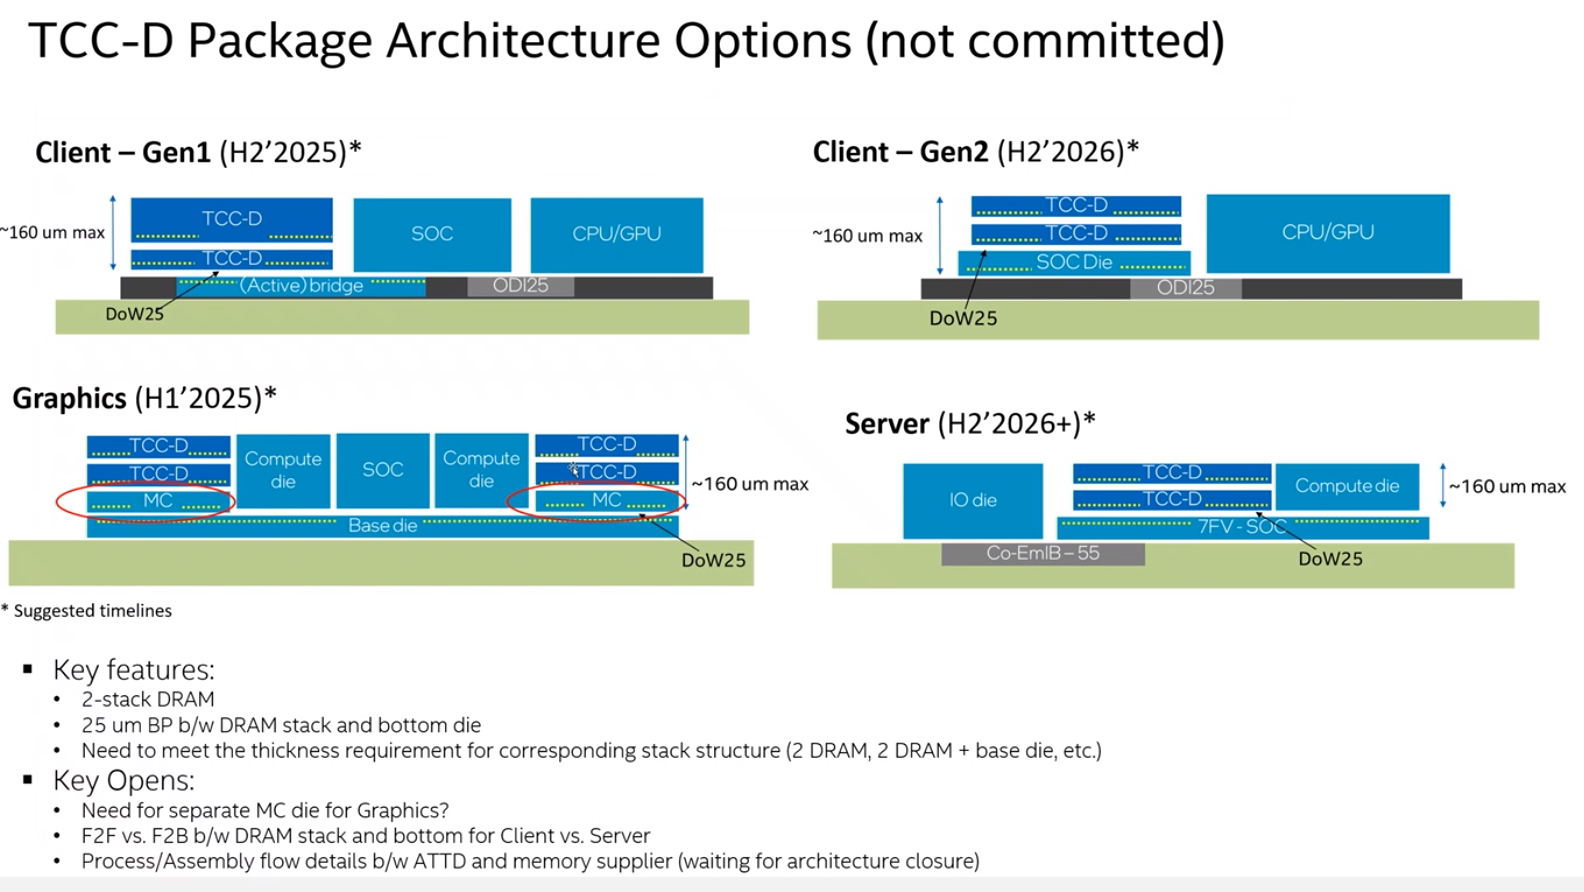 TCC-D Package Architecture Options (not committed)
Client – Gen1 (H2’2025)*
TCC-D
SOC
CPU/GPU
~160 um max
TCC-D
(Active) bridge
ODI25
DoW25
Client – Gen2 (H2’2026)*
TCC-D
CPU/GPU
~160 um max
TCC-D
SOC Die
ODI25
DoW25
Graphics (H1’2025)*
TCC-D
TCC-D
MC
Compute
die
SOC
Compute
die
TCC-D
TCC-D
MC
~160 um max
Base die
DoW25
Server (H2’2026+)*
IO die
TCC-D
TCC-D
Compute die
~160 um max
7FV - SOC
Co-EmIB – 55
DoW25
* Suggested timelines
▪ Key features:
• 2-stack DRAM
• 25 um BP b/w DRAM stack and bottom die
• Need to meet the thickness requirement for corresponding stack structure (2 DRAM, 2 DRAM + base die, etc.)
▪ Key Opens:
• Need for separate MC die for Graphics?
• F2F vs. F2B b/w DRAM stack and bottom for Client vs. Server
• Process/Assembly flow details b/w ATTD and memory supplier (waiting for architecture closure)